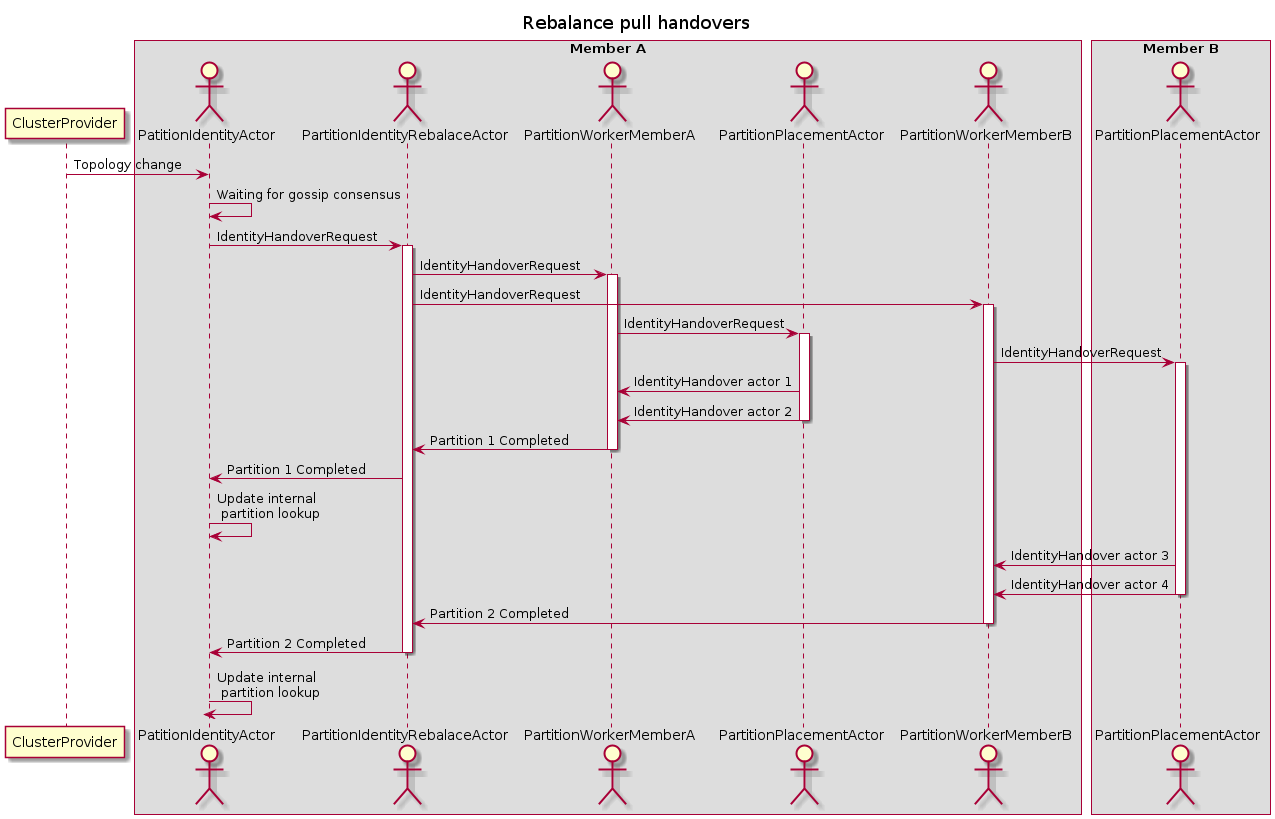 Rebalance pull handovers
Member A
Member B
ClusterProvider
PatitionIdentityActor
PartitionIdentityRebalaceActor
PartitionWorkerMemberA
PartitionPlacementActor
PartitionWorkerMemberB
PartitionPlacementActor
Topology change
Waiting for gossip consensus
IdentityHandoverRequest
IdentityHandoverRequest
IdentityHandoverRequest
IdentityHandoverRequest
IdentityHandoverRequest
IdentityHandover actor 1
IdentityHandover actor 2
Partition 1 Completed
Partition 1 Completed
Update internal
partition lookup
IdentityHandover actor 3
IdentityHandover actor 4
Partition 2 Completed
Partition 2 Completed
Update internal
partition lookup
ClusterProvider
PatitionIdentityActor
PartitionIdentityRebalaceActor
PartitionWorkerMemberA
PartitionPlacementActor
PartitionWorkerMemberB
PartitionPlacementActor